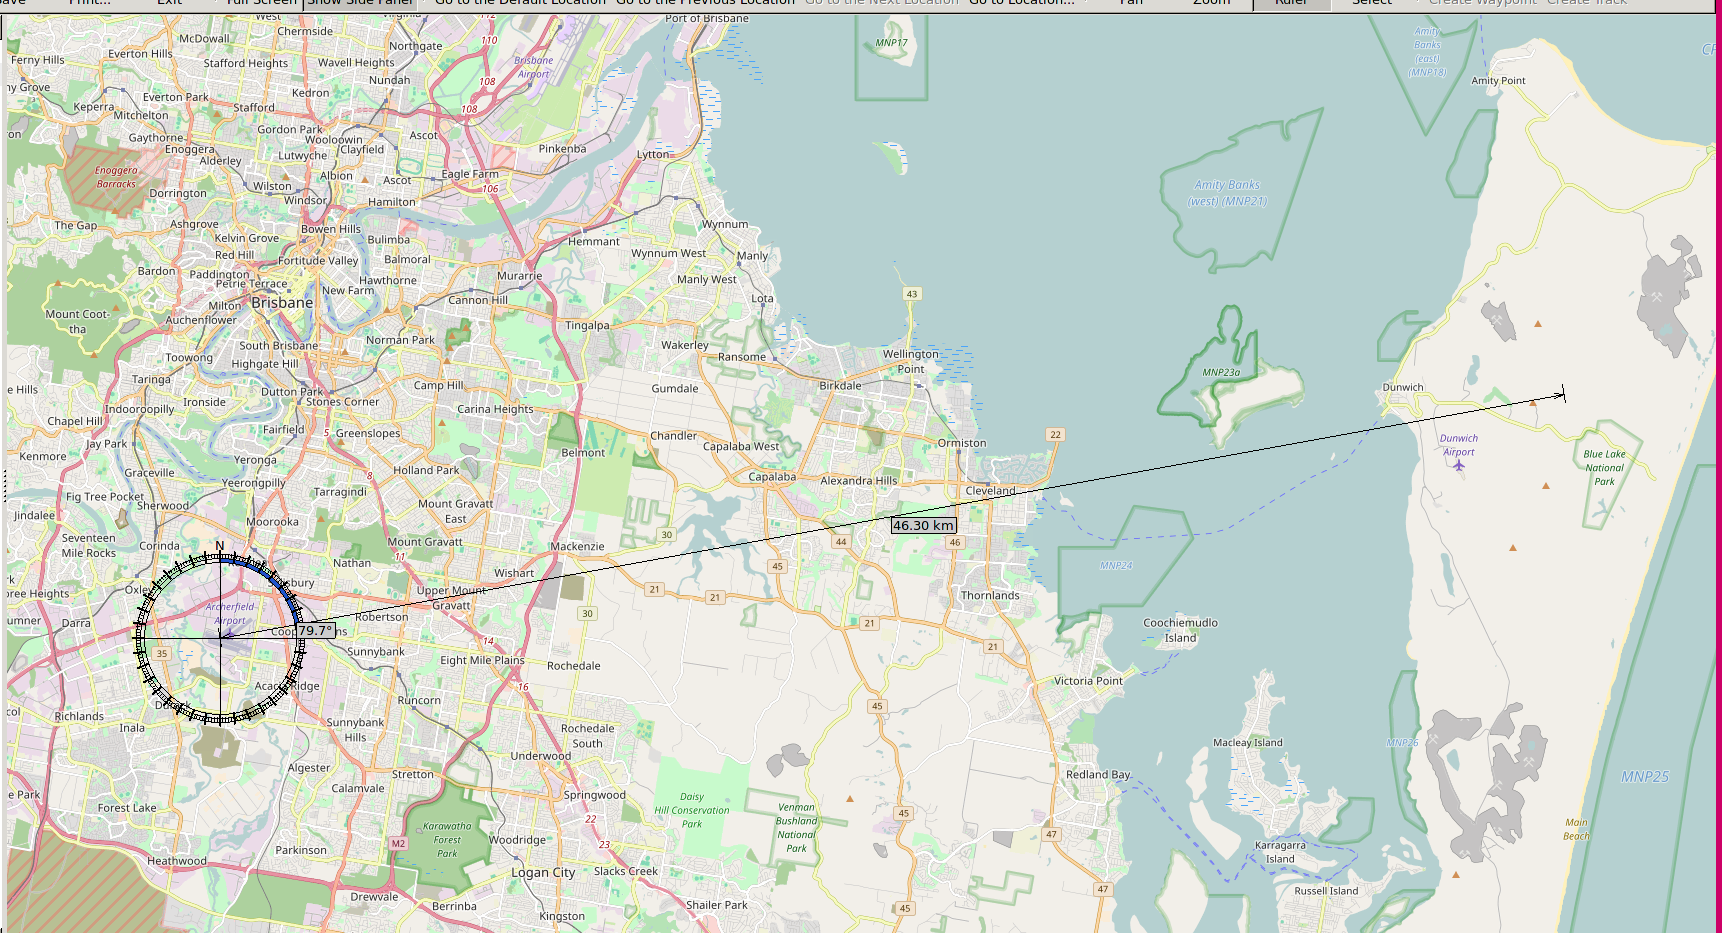 Print...
Exit
Full Screen
Show Side Panel
Go to the Default Location
Go to the Previous Location
Go to the Next Location
Go to Location...
Pan
Zoom
Ruler
Select
Create Waypoint
Create Track
West
Chermside
Northgate
110
Port of Brisbane
McDowall
Everton Hills
Stafford Heights
Wavell Heights
Ferny Hills
Nundah
Brisbane
Airport
108
MNP17
Amity
Banks
(east)
(MNP18)
Amity Point
Everton Park
Kedron
Keperra
Stafford
Mitchelton
108
Gordon Park
Gaythorne
Wooloowin
Ascot
Enoggera
Clayfield
Lutwyche
Alderley
Pinkenba
Lytton
Enoggera
Barracks
Albion
Ascot
Eagle Farm
Wilston
106
Dorrington
Windsor
Hamilton
Amity Banks
(west) (MNP21)
The Gap
Ashgrove
Bowen Hills
Kelvin Grove
Bulimba
Hemmant
Wynnum
Red Hill
Fortitude Valley
Balmoral
Wynnum West
Manly
Bardon
Paddington
Petrie Terrace
Hawthorne
Murarrie
Manly West
New Farm
Milton
Brisbane
Cannon Hill
Lota
43
Mount Coot-
tha
Auchenflower
Tingalpa
South Brisbane
Norman Park
Wakerley
Toowong
Highgate Hill
Ransome
Wellington
Point
MNP23a
Taringa
Camp Hill
Gumdale
Birkdale
Dunwich
e Hills
Dutton Park
Ironside
Stones Corner
Indooroopilly
Carina Heights
Chapel Hill
Fairfield
5
Greenslopes
Chandler
Capalaba West
Ormiston
22
Dunwich
Airport
Jay Park
Kenmore
Yeronga
Belmont
Blue Lake
National
Park
Graceville
Holland Park
8
Yeerongpilly
Capalaba
Alexandra Hills
Cleveland
Fig Tree Pocket
Tarragindi
Sherwood
Mount Gravatt
East
Jindalee
Moorooka
46.30 km
Seventeen
Mile Rocks
Corinda
Mount Gravatt
Mackenzie
30
44
46
N
11
Nathan
45
MNP24
Wishart
Upper Mount
Gravatt
21
21
Thornlands
Darra
Archerfield
Airport
Robertson
30
21
Coochiemudlo
Island
79.7°
14
21
35
Sunnybank
Eight Mile Plains
Rochedale
Victoria Point
16
Runcorn
45
Richlands
Sunnybank
Hills
Inala
Rochedale
South
Macleay Island
MNP26
Underwood
Algester
Stretton
Redland Bay
MNP25
Calamvale
Springwood
Forest Lake
Daisy
Hill Conservation
Park
Venman
Bushland
National
Park
45
22
Karawatha
Forest
Park
Main
Beach
47
Parkinson
M2
Woodridge
23
Karragarra
Island
Heathwood
Logan City
Slacks Creek
47
Russell Island
Drewvale
Berrinba
Shailer Park
45
Kingston